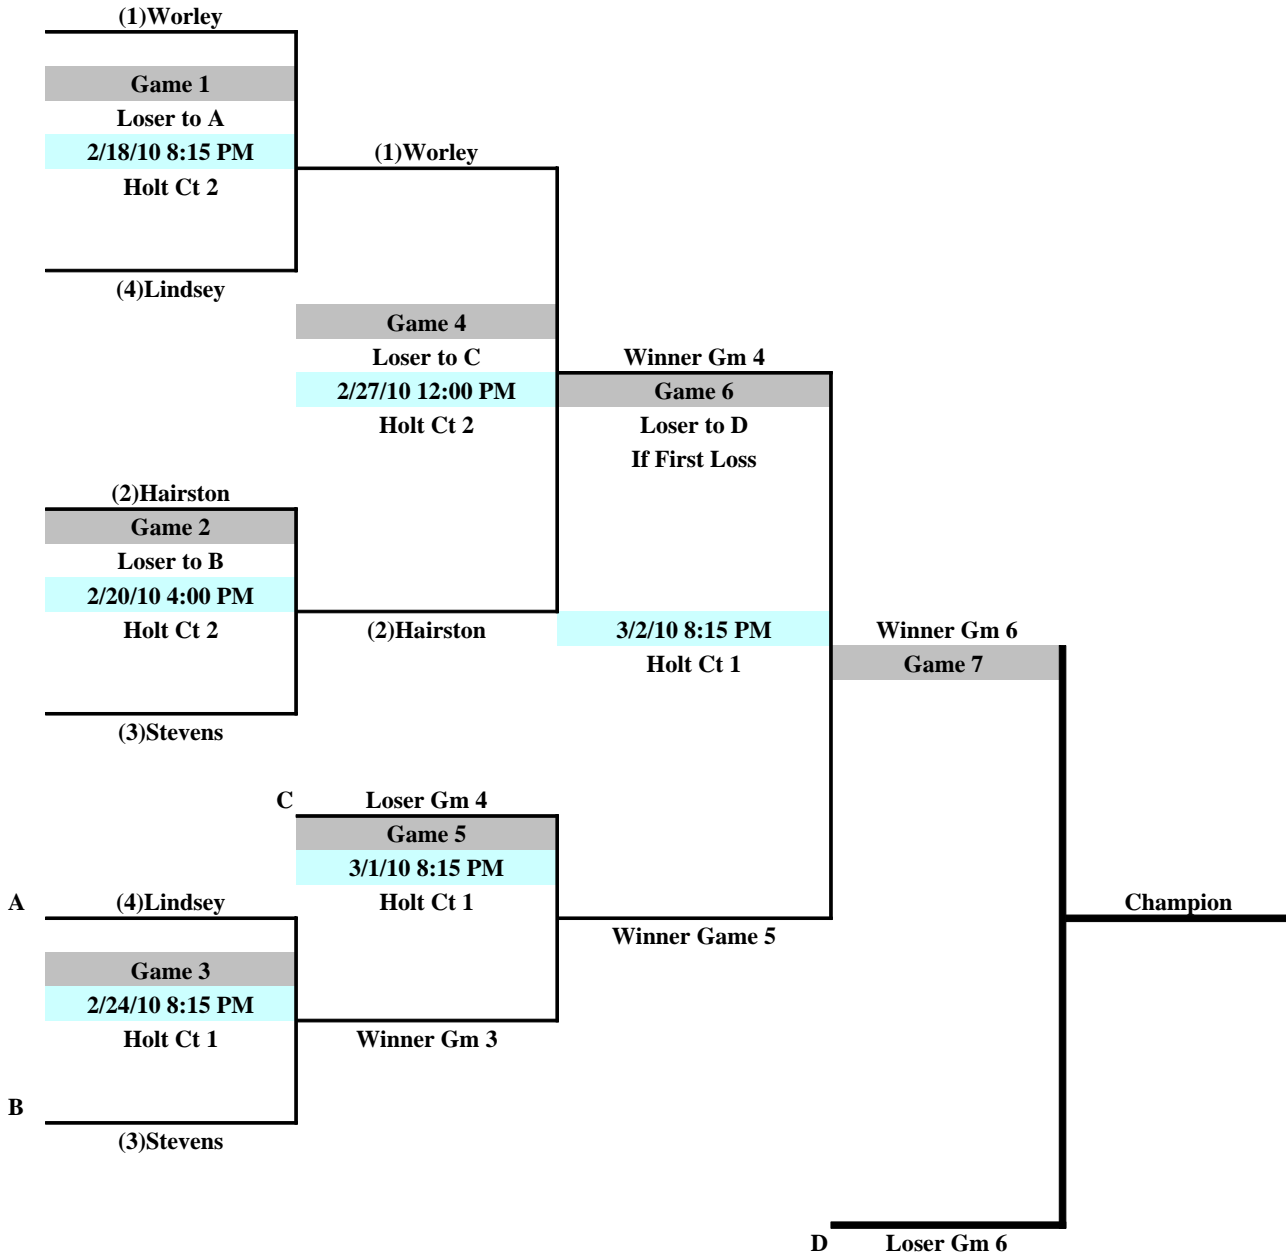 (1)Worley
Game 1
Loser to A
2/18/10 8:15 PM
Holt Ct 2
(4)Lindsey
(1)Worley
Game 4
Loser to C
2/27/10 12:00 PM
Holt Ct 2
(2)Hairston
Game 2
Loser to B
2/20/10 4:00 PM
Holt Ct 2
(3)Stevens
(2)Hairston
Winner Gm 4
Game 6
Loser to D
If First Loss
3/2/10 8:15 PM
Holt Ct 1
Winner Gm 6
Game 7
C Loser Gm 4
Game 5
3/1/10 8:15 PM
Holt Ct 1
Winner Game 5
A (4)Lindsey
Game 3
2/24/10 8:15 PM
Holt Ct 1
Winner Gm 3
B
(3)Stevens
Champion
D Loser Gm 6